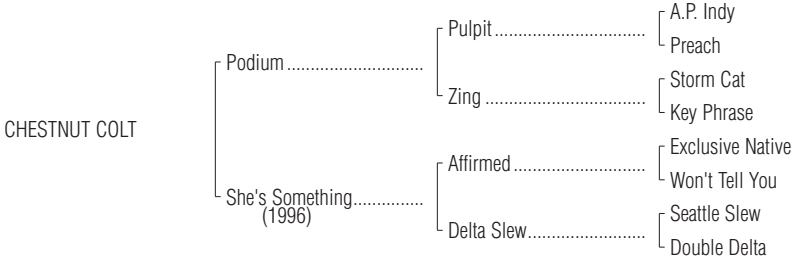 A.P. Indy
Pulpit
Preach
Podium
Storm Cat
Zing
Key Phrase
CHESTNUT COLT
Exclusive Native
Affirmed
Won't Tell You
She's Something
(1996)
Seattle Slew
Delta Slew
Double Delta